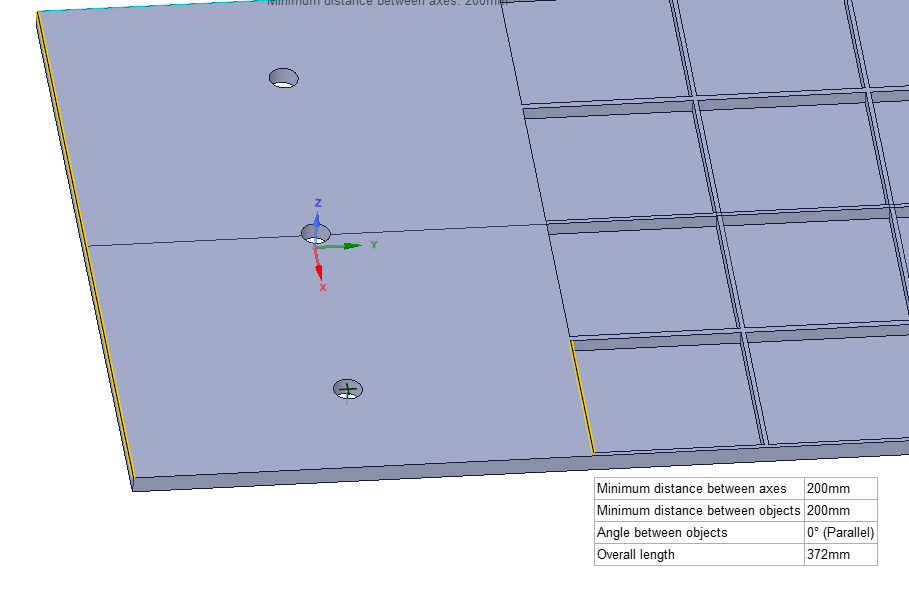 Minimum distance between axes: 200mm
Z
Y
X
Minimum distance between axes 200mm
Minimum distance between objects 200mm
Angle between objects 0° (Parallel)
Overall length 372mm